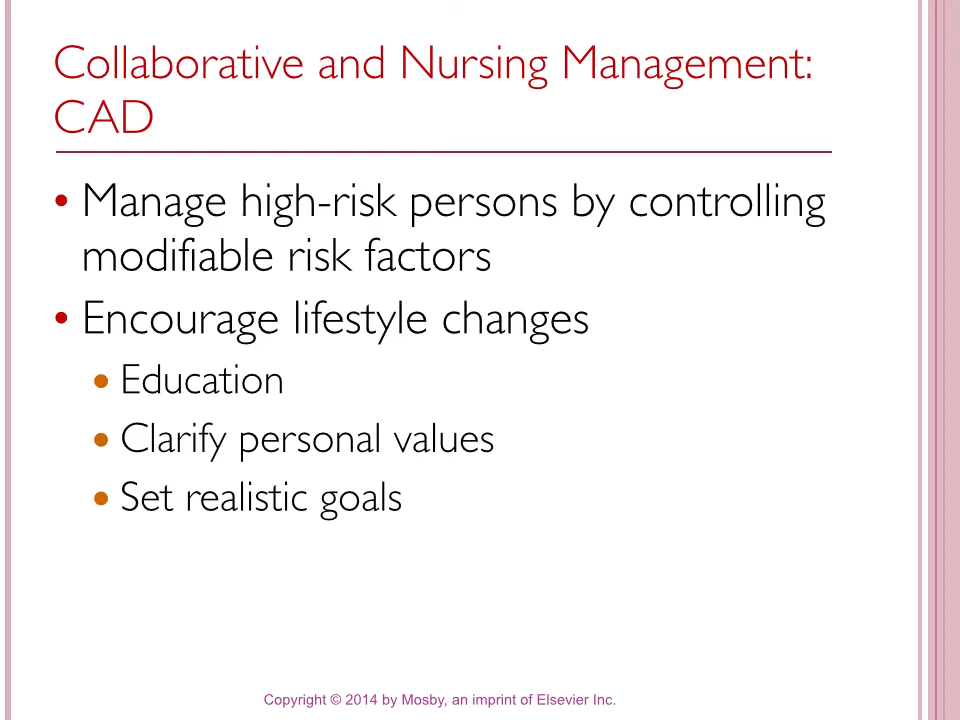 Collaborative and Nursing Management:
CAD
• Manage high-risk persons by controlling
modifiable risk factors
• Encourage lifestyle changes
• Education
• Clarify personal values
• Set realistic goals
Copyright © 2014 by Mosby, an imprint of Elsevier Inc.